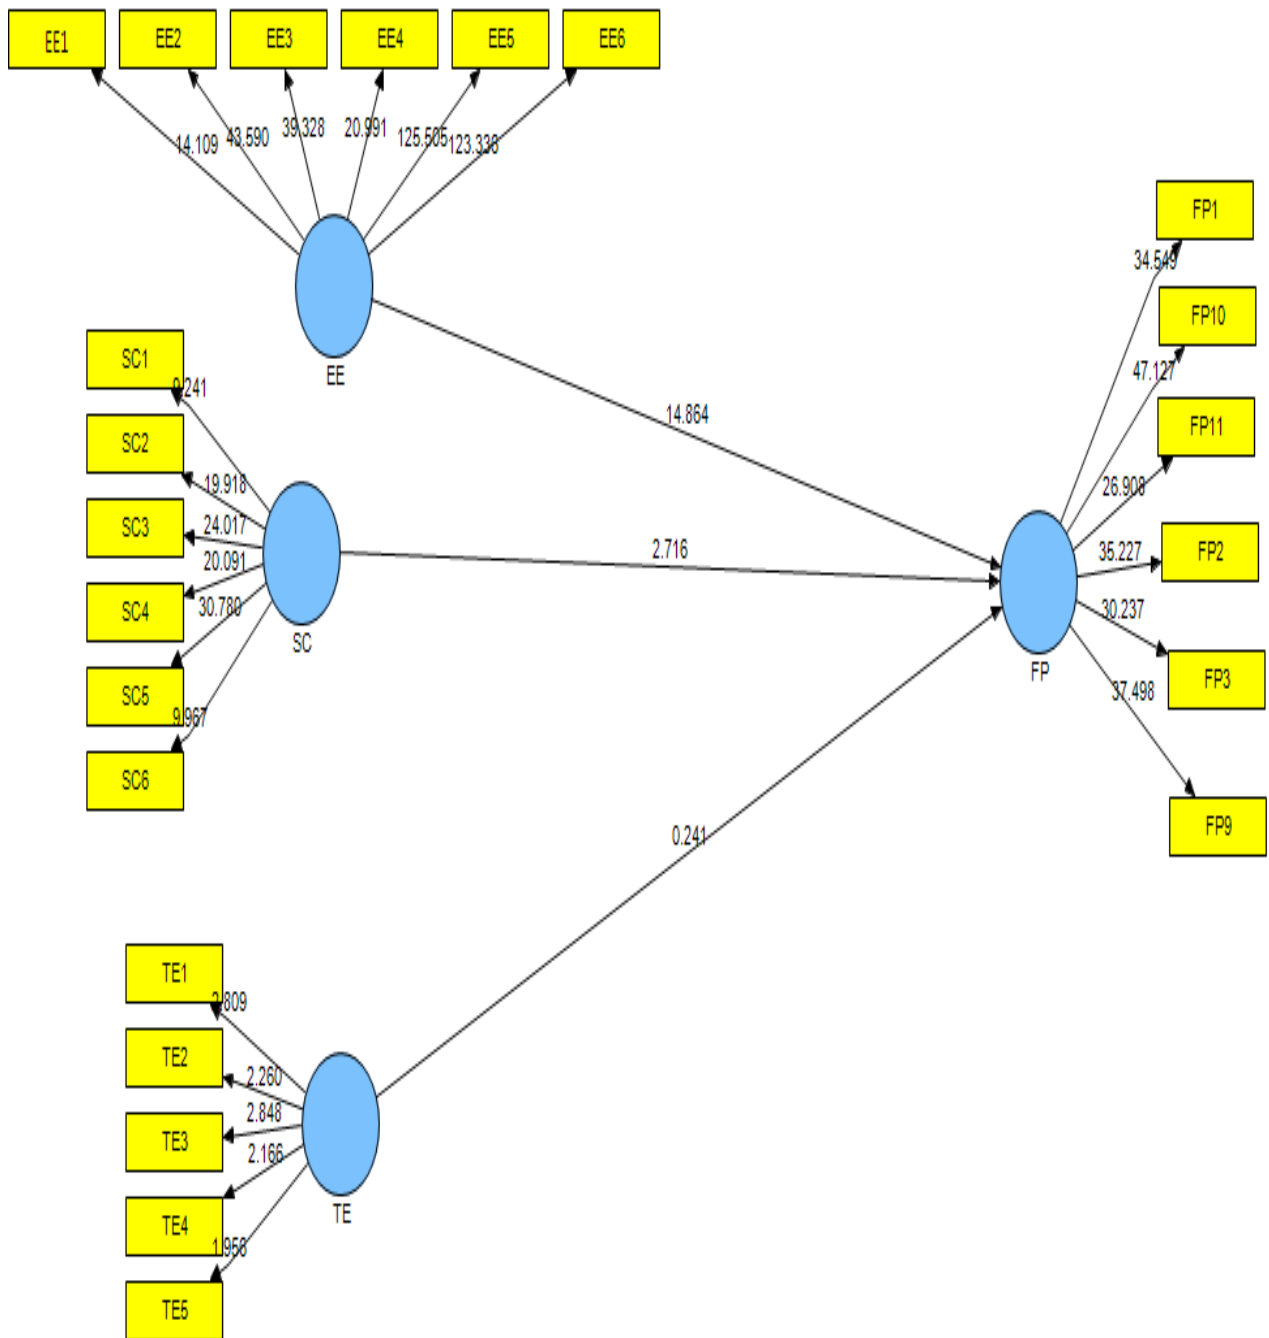 EE1 EE2 EE3 EE4 EE5 EE6
14.109 43.590 39.328 20.991 125.505 123.336
EE
FP1
34.549
FP10
47.127
FP11
26.908
FP2
35.227
FP3
30.237
FP9
37.498
FP
14.864
2.716
0.241
SC1
9.241
SC2
19.918
SC3
24.017
SC4
20.091
SC5
30.780
SC6
9.967
SC
TE1
2.809
TE2
2.260
TE3
2.848
TE4
2.166
TE5
1.956
TE